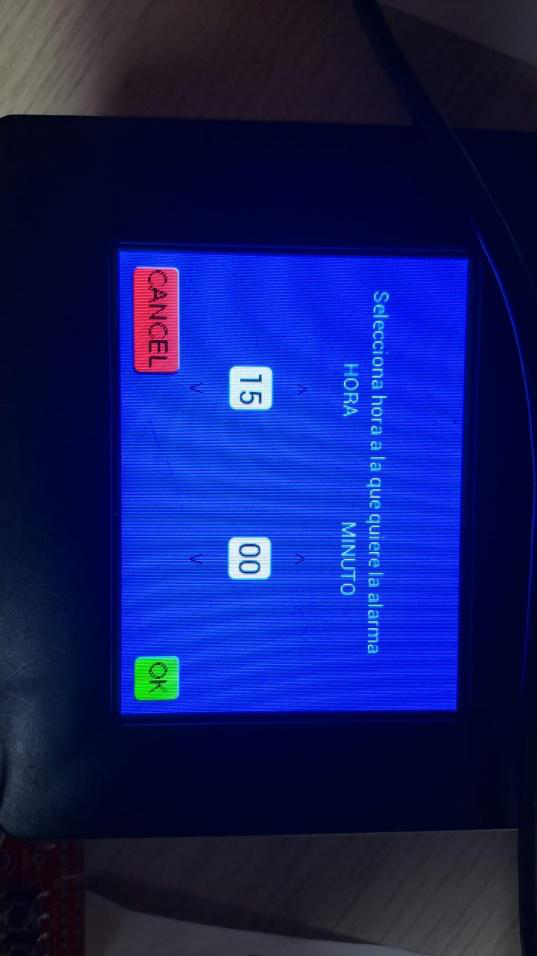 Selecciona hora a la que quiere la alarma
HORA MINUTO
^ ^
15 00
v v
CANCEL OK